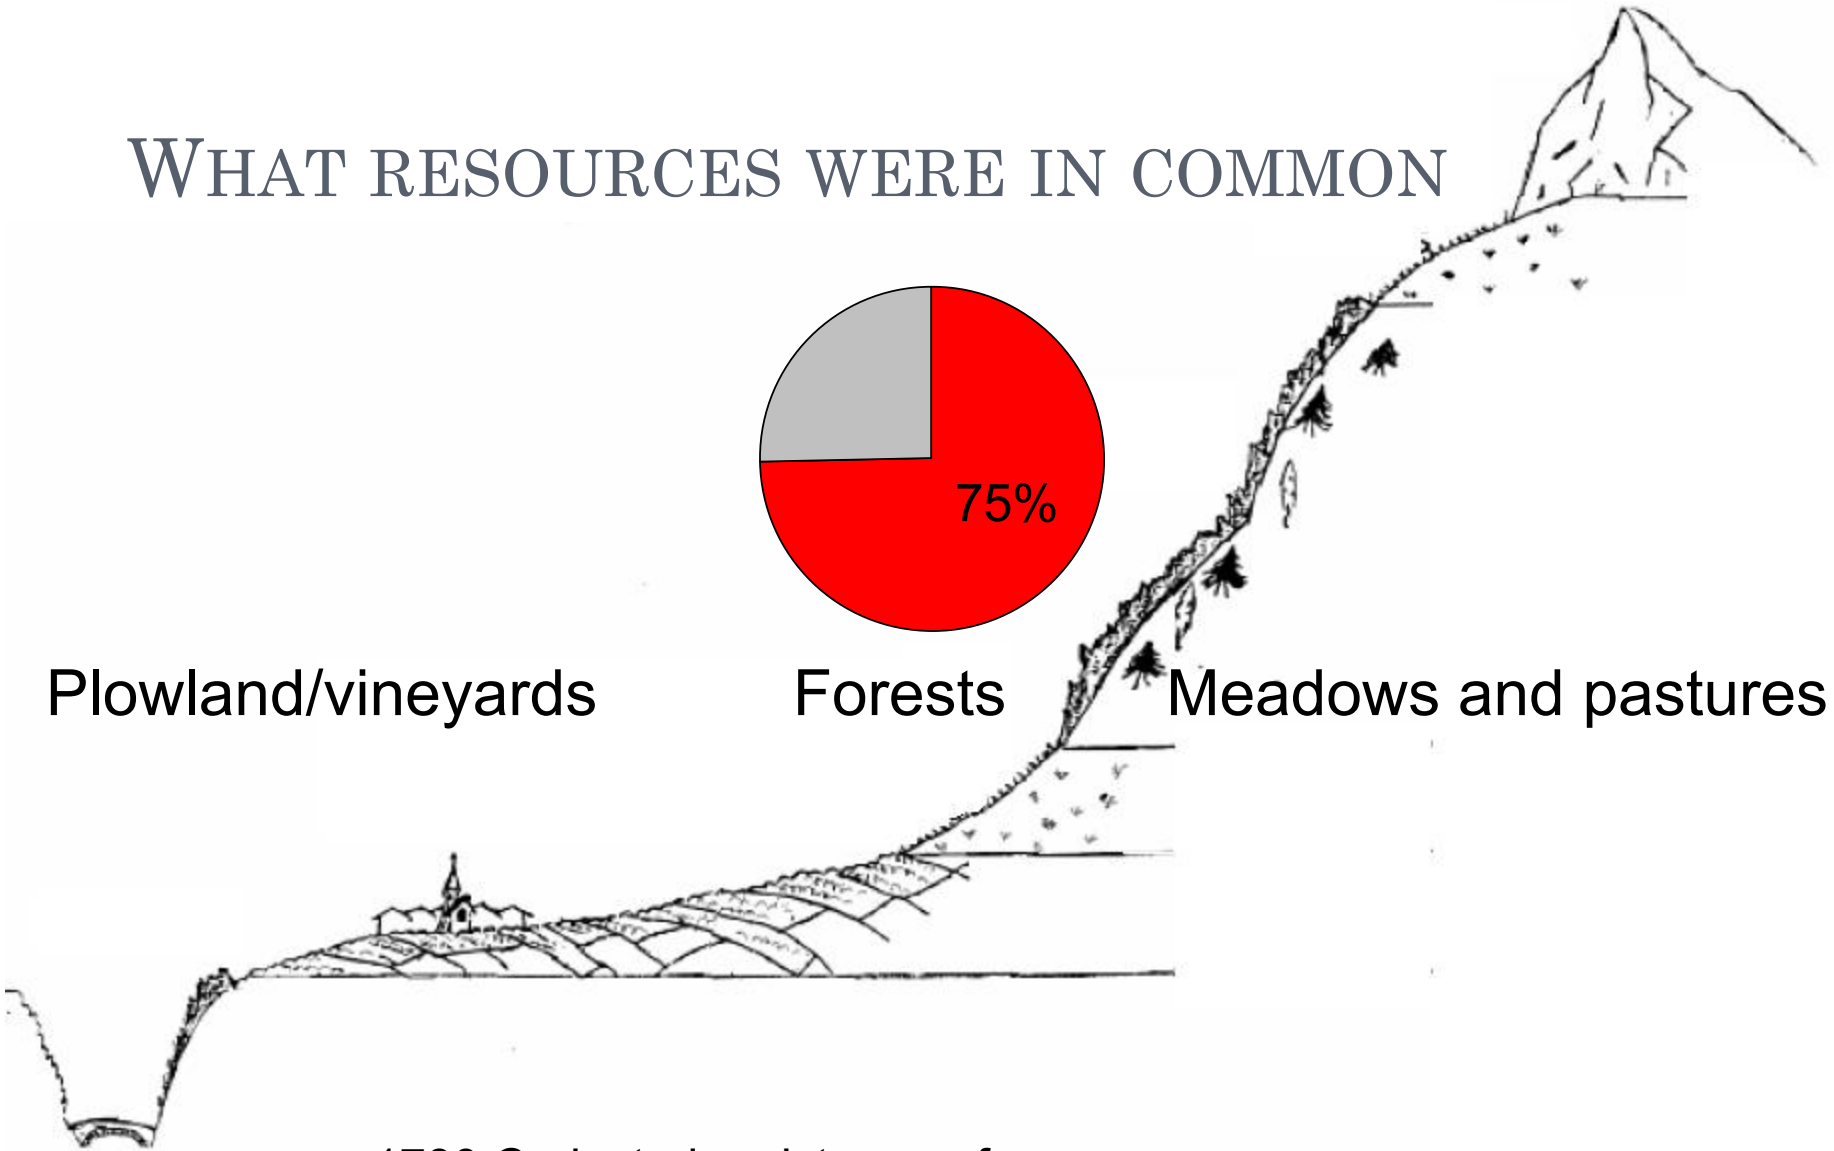 WHAT RESOURCES WERE IN COMMON
75%
Plowland/vineyards Forests Meadows and pastures